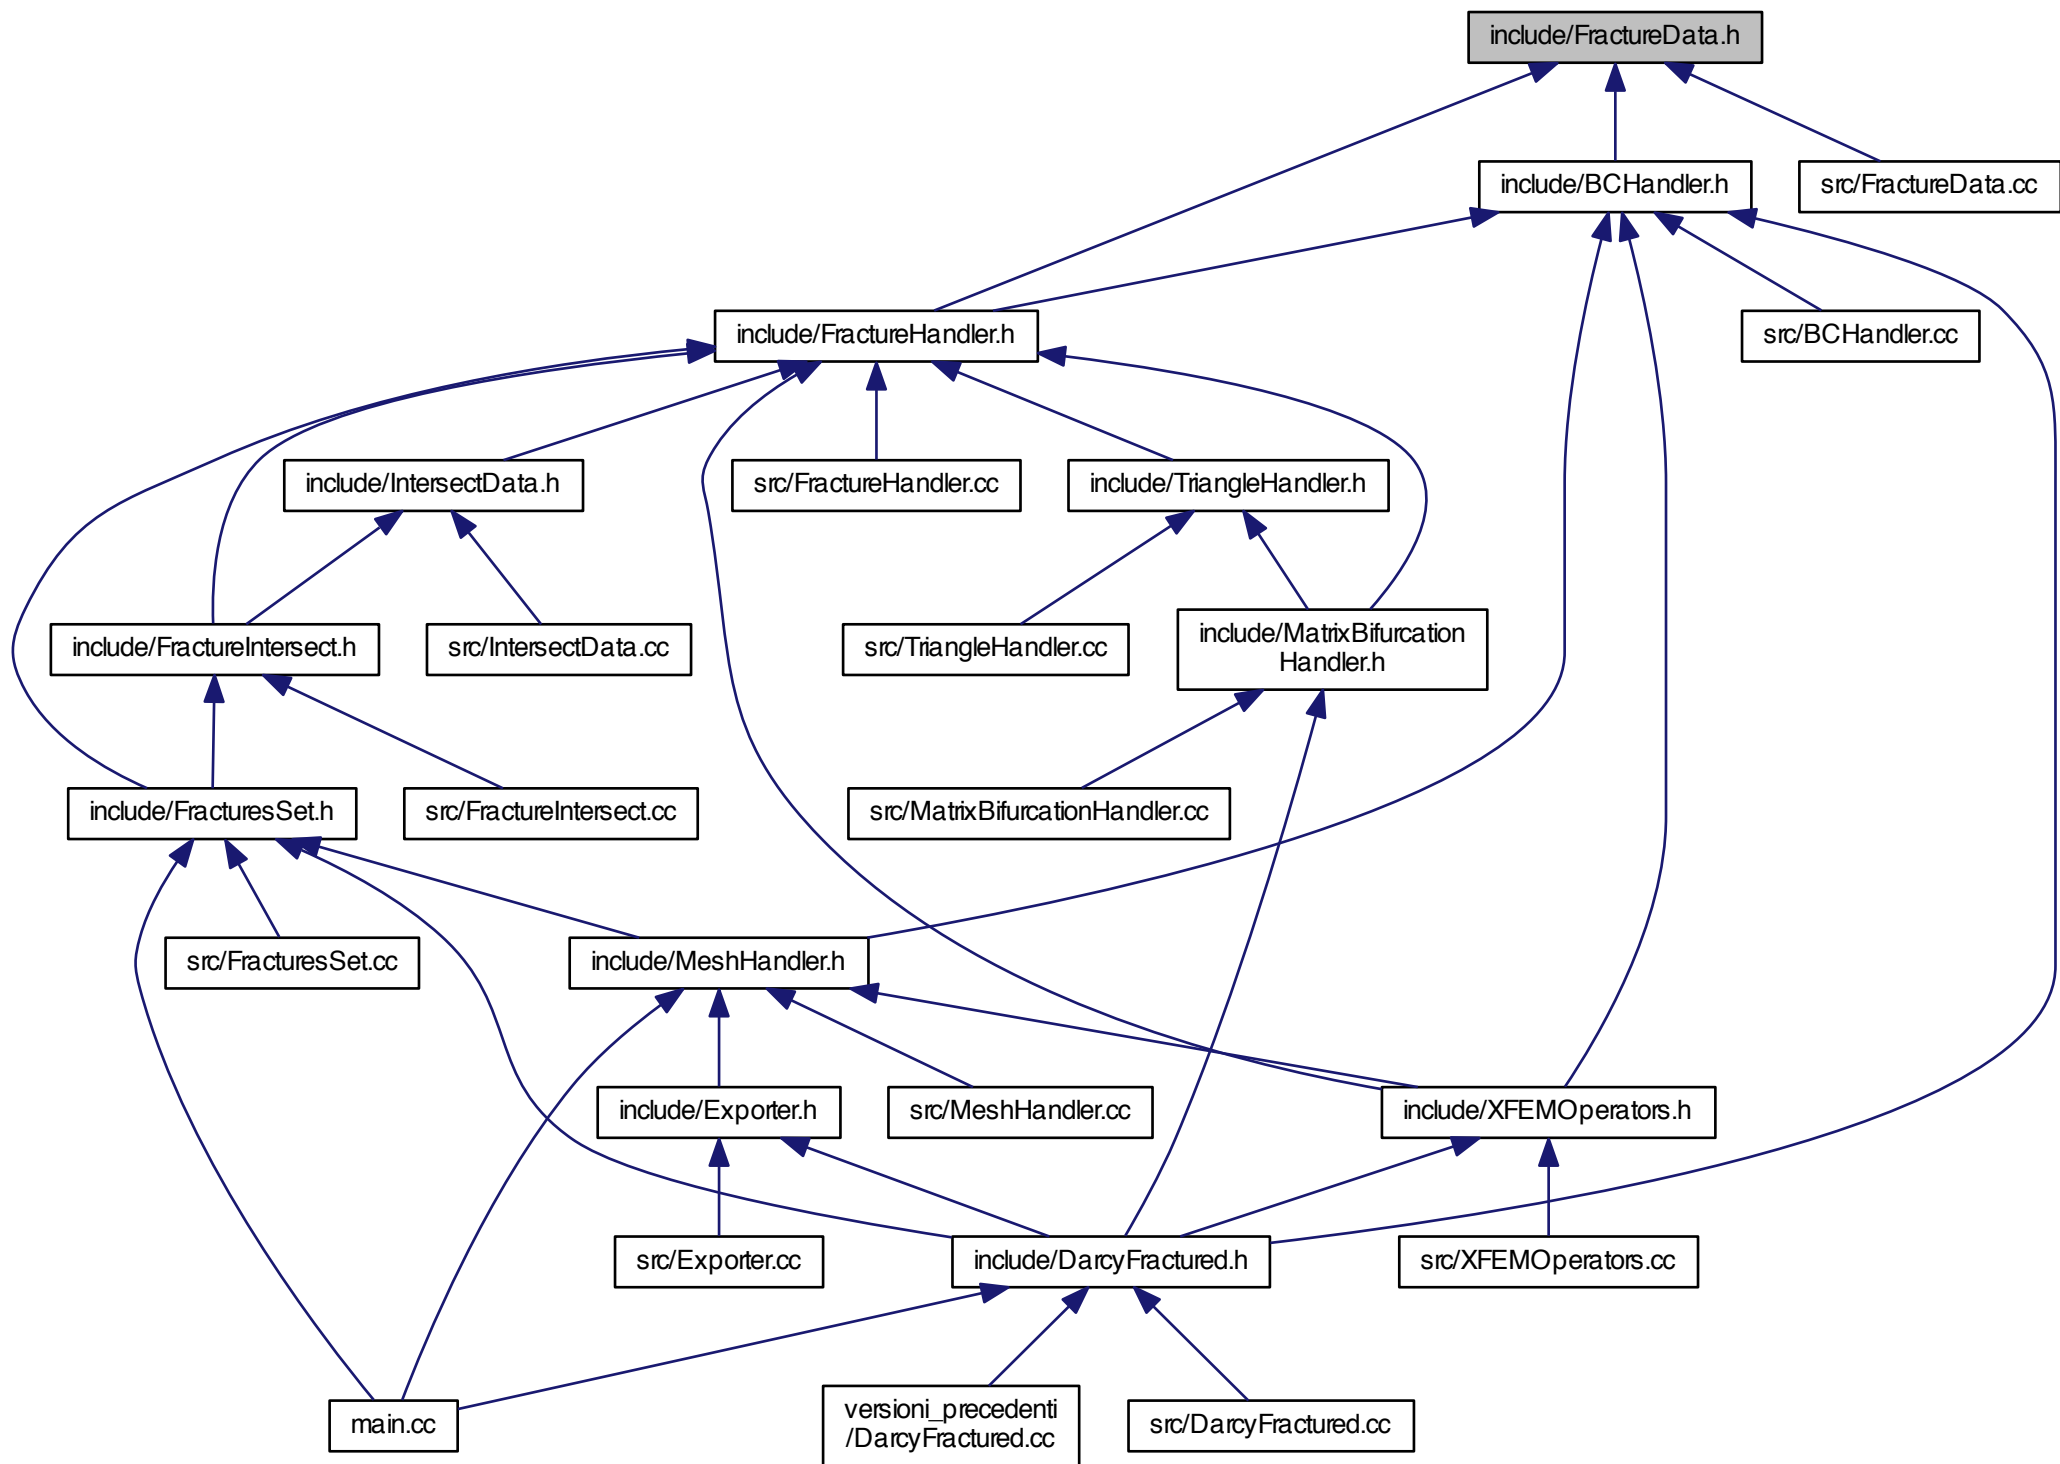 include/FractureData.h
include/BCHandler.h
src/FractureData.cc
include/FractureHandler.h
src/BCHandler.cc
include/IntersectData.h
src/FractureHandler.cc
include/TriangleHandler.h
include/FractureIntersect.h
src/IntersectData.cc
src/TriangleHandler.cc
include/MatrixBifurcation
Handler.h
include/FracturesSet.h
src/FractureIntersect.cc
src/MatrixBifurcationHandler.cc
src/FracturesSet.cc
include/MeshHandler.h
include/Exporter.h
src/MeshHandler.cc
include/XFEMOperators.h
src/Exporter.cc
include/DarcyFractured.h
src/XFEMOperators.cc
main.cc
versioni_precedenti
/DarcyFractured.cc
src/DarcyFractured.cc